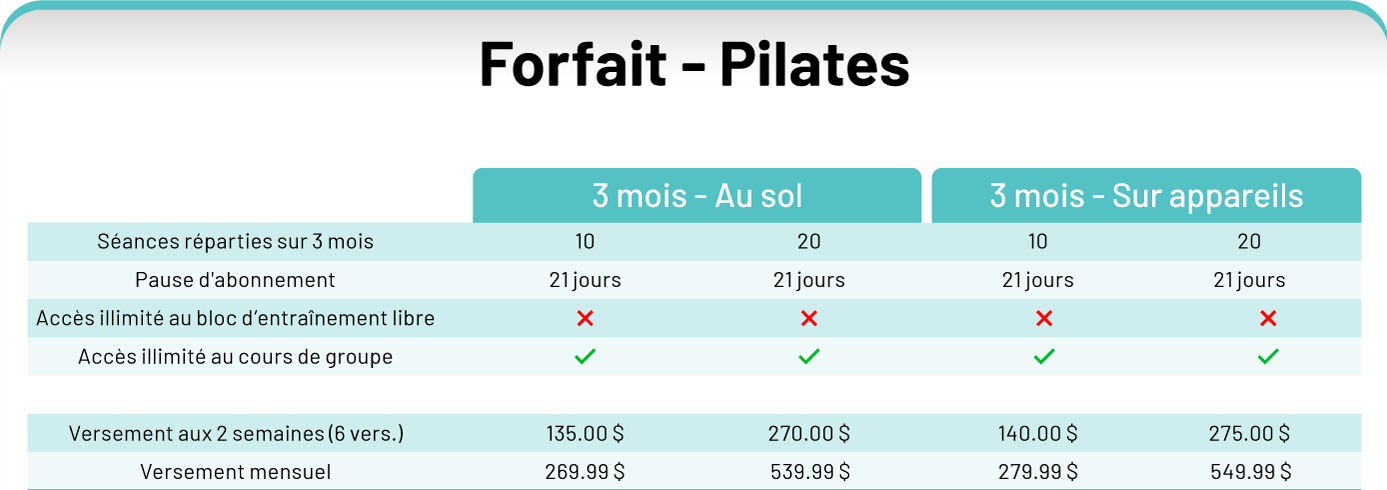 Forfait - Pilates
3 mois - Au sol 3 mois - Sur appareils
Séances réparties sur 3 mois 10 20 10 20
Pause d'abonnement 21 jours 21 jours 21 jours 21 jours
Accès illimité au bloc d’entraînement libre
Accès illimité au cours de groupe
Versement aux 2 semaines (6 vers.) 135.00 $ 270.00 $ 140.00 $ 275.00 $
Versement mensuel 269.99 $ 539.99 $ 279.99 $ 549.99 $